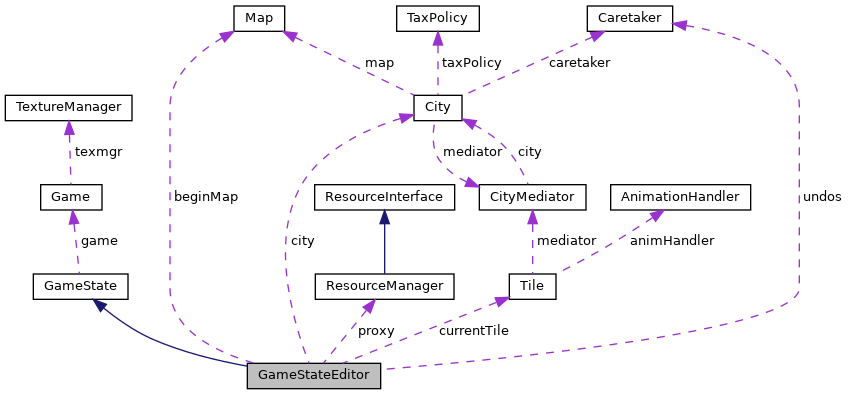 Map
TaxPolicy
Caretaker
map
taxPolicy
caretaker
TextureManager
City
texmgr
mediator
city
Game
beginMap
ResourceInterface
CityMediator
AnimationHandler
undos
game
city
mediator
animHandler
GameState
ResourceManager
Tile
proxy
currentTile
GameStateEditor